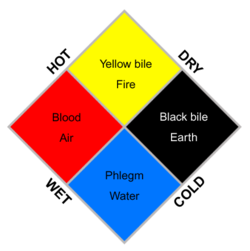 HOT
DRY
Yellow bile
Fire
Blood
Air
Black bile
Earth
Phlegm
Water
WET
COLD